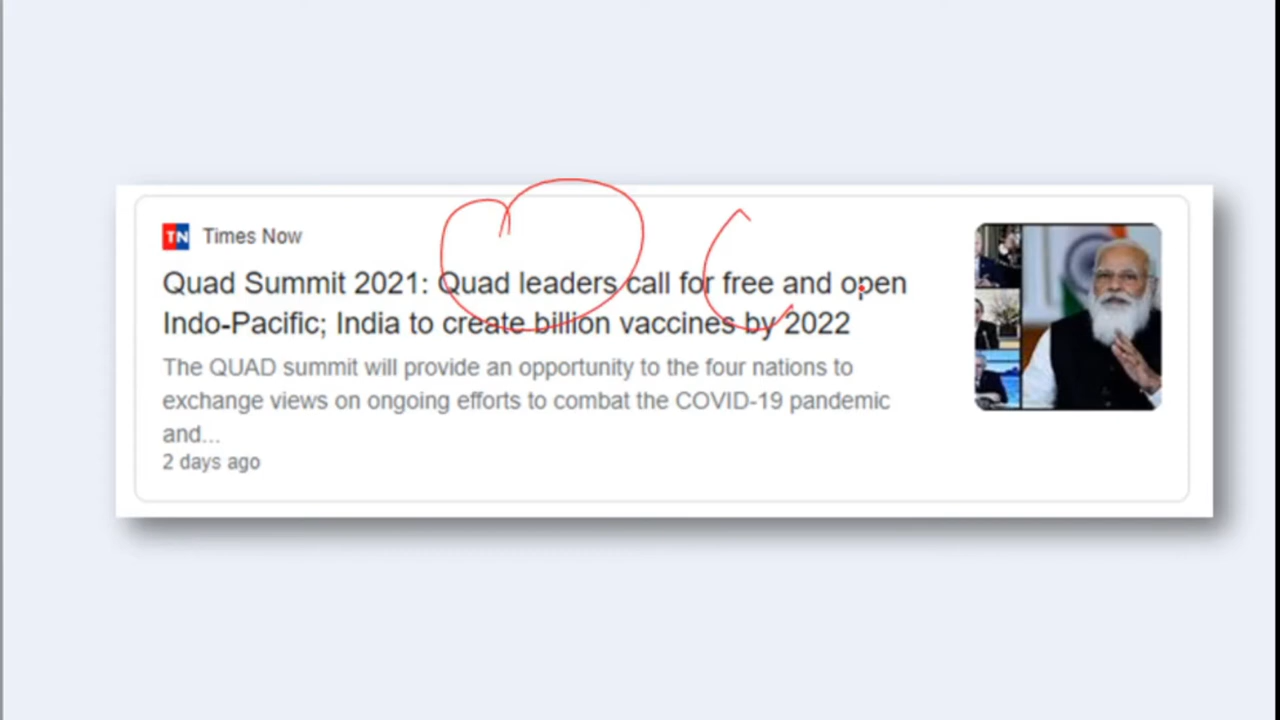 TN Times Now
Quad Summit 2021: Quad leaders call for free and open
Indo-Pacific; India to create billion vaccines by 2022
The QUAD summit will provide an opportunity to the four nations to
exchange views on ongoing efforts to combat the COVID-19 pandemic
and...
2 days ago